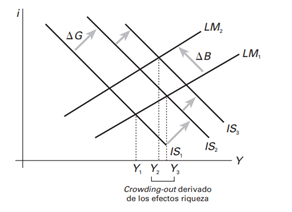 i
ΔG
LM₂
ΔB
LM₁
IS₃
IS₂
IS₁
Y
Y₁ Y₂ Y₃
Crowding-out derivado
de los efectos riqueza